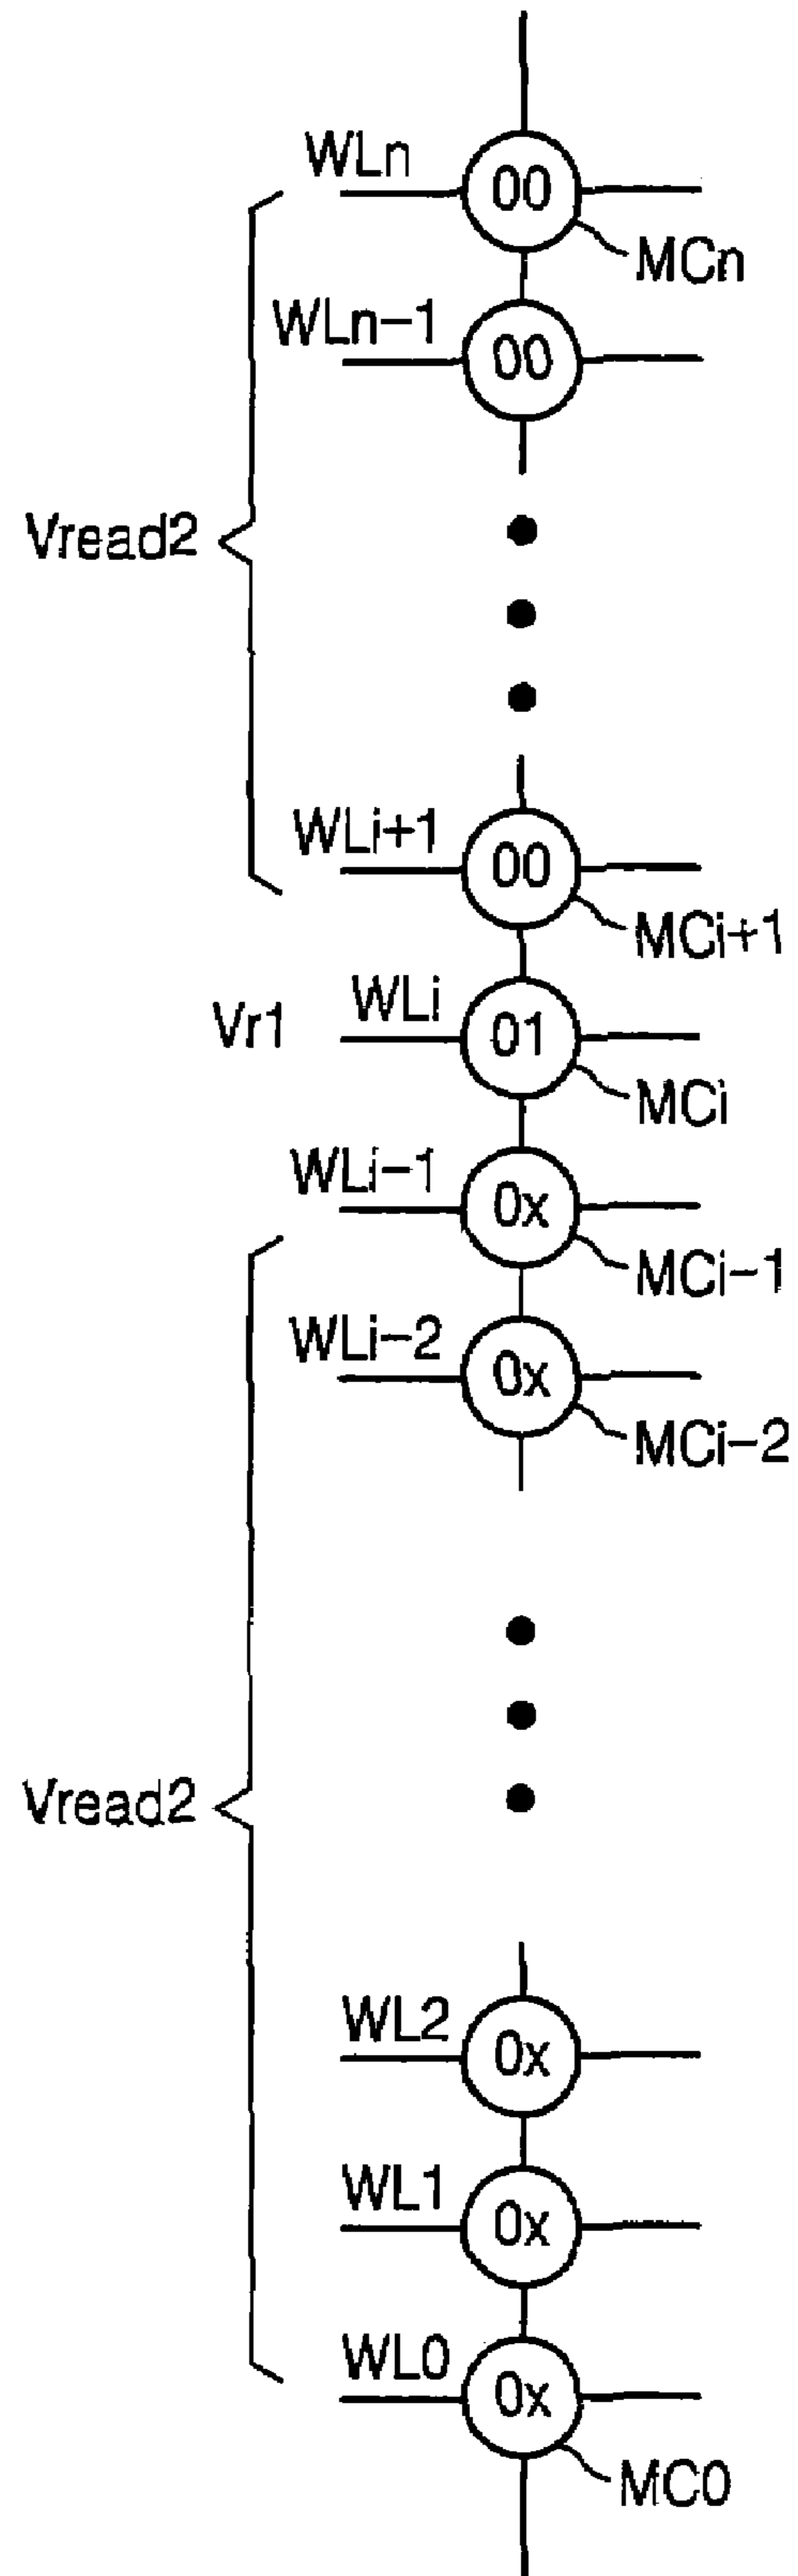 WLn
00
MCn
WLn-1
00
Vread2
WLi+1
00
MCi+1
Vr1
WLi
01
MCi
WLi-1
0x
MCi-1
WLi-2
0x
MCi-2
Vread2
WL2
0x
WL1
0x
WL0
0x
MC0